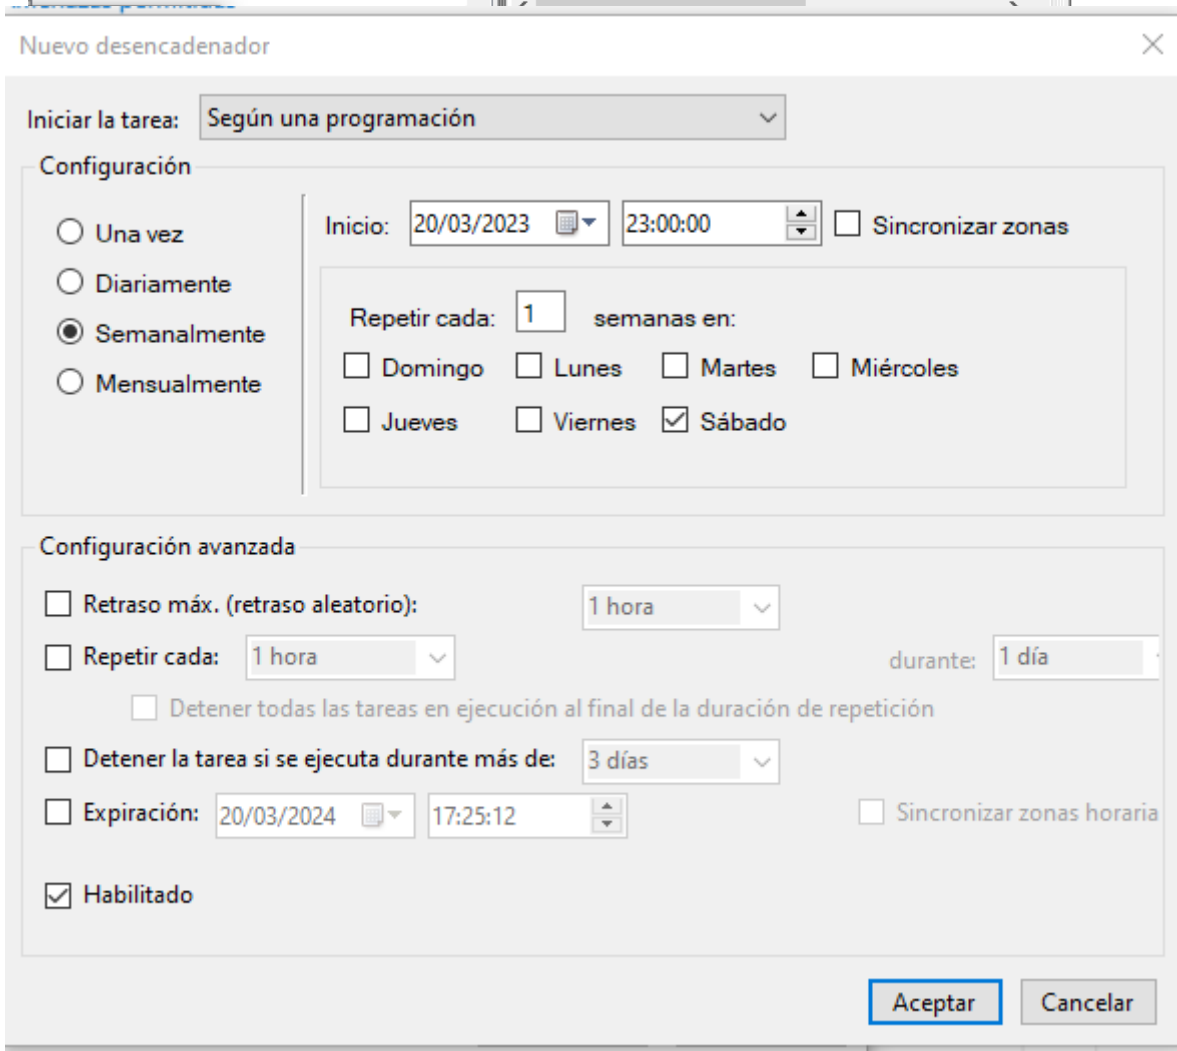 Nuevo desencadenador
Iniciar la tarea: Según una programación
Configuración
Una vez
Diariamente
Semanalmente
Mensualmente
Inicio: 20/03/2023 23:00:00 Sincronizar zonas
Repetir cada: 1 semanas en:
Domingo Lunes Martes Miércoles
Jueves Viernes Sábado
Configuración avanzada
Retraso máx. (retraso aleatorio): 1 hora
Repetir cada: 1 hora durante: 1 día
Detener todas las tareas en ejecución al final de la duración de repetición
Detener la tarea si se ejecuta durante más de: 3 días
Expiración: 20/03/2024 17:25:12 Sincronizar zonas horaria
Habilitado
Aceptar Cancelar